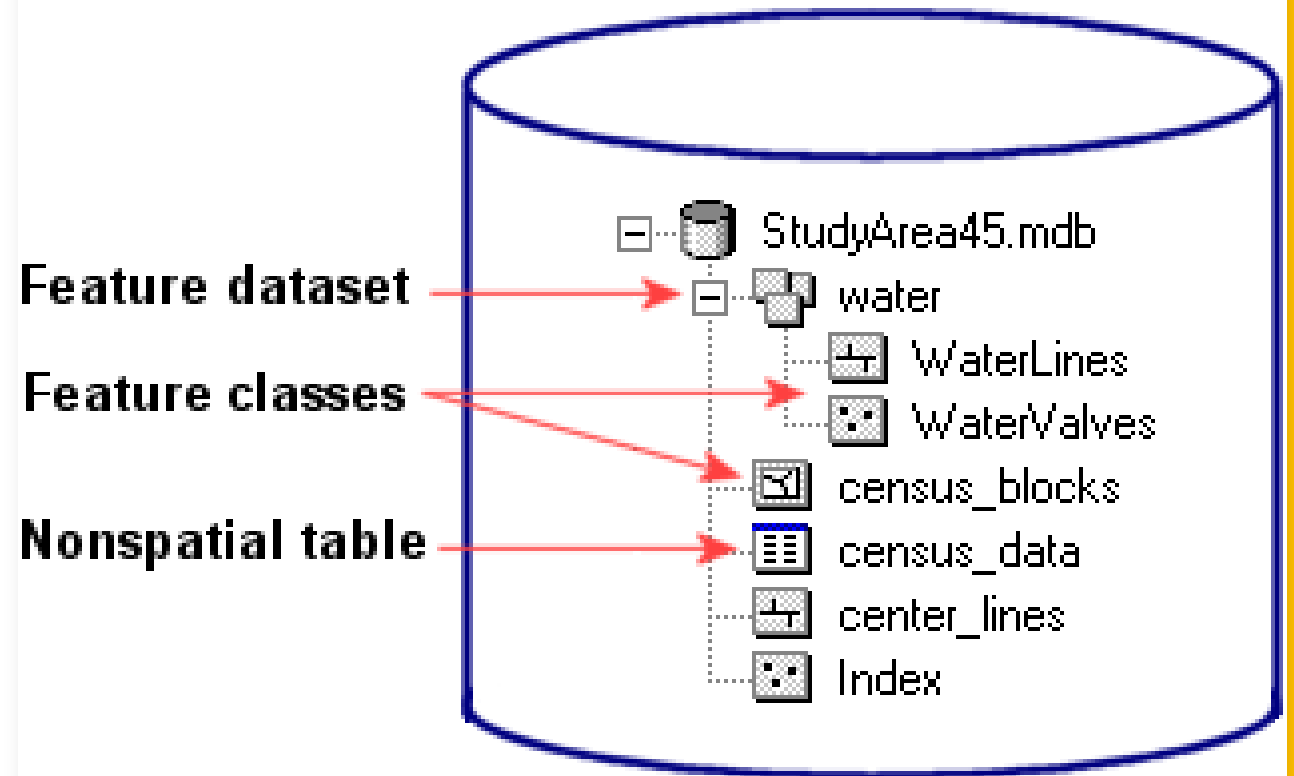 StudyArea45.mdb
Feature dataset
water
WaterLines
Feature classes
WaterValves
census_blocks
Nonspatial table
census_data
center_lines
Index